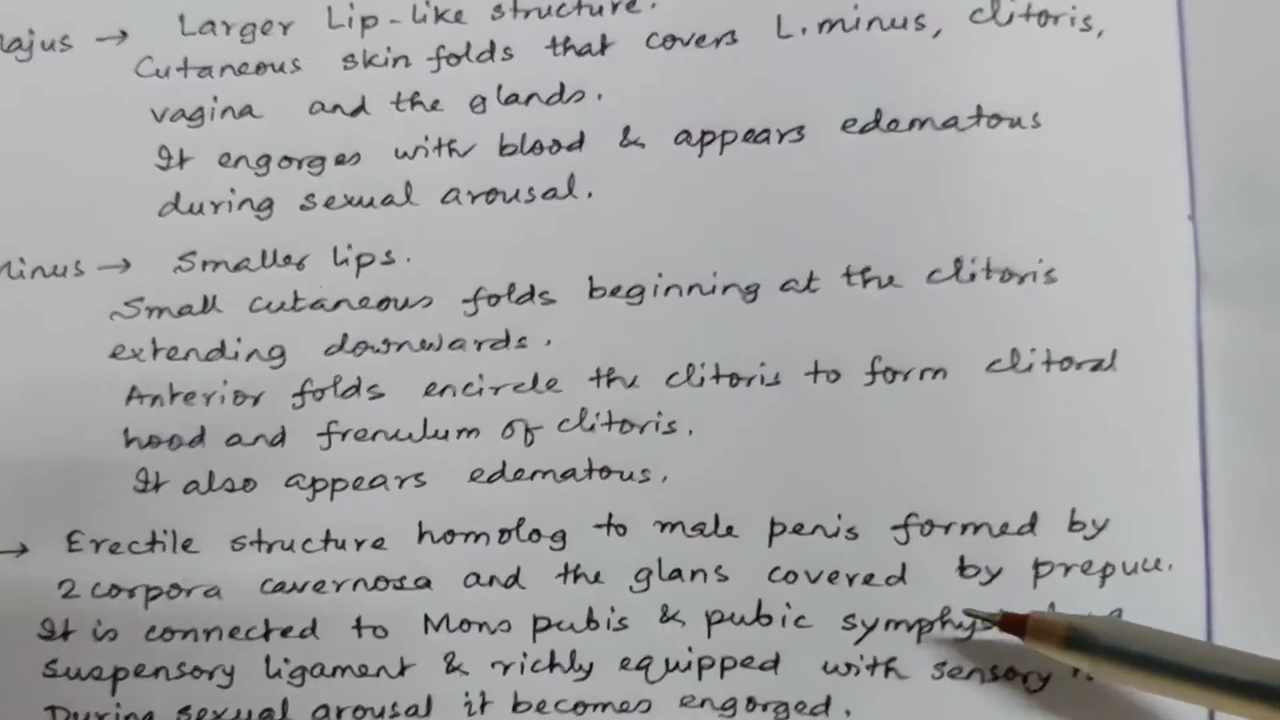 ajus → Larger Lip-like structure.
Cutaneous skin folds that covers L.minus, clitoris,
vagina and the glands.
It engorges with blood & appears edematous
during sexual arousal.
inus → Smaller lips.
Small cutaneous folds beginning at the clitoris
extending downwards.
Anterior folds encircle the clitoris to form clitoral
hood and frenulum of clitoris.
It also appears edematous.
→ Erectile structure homolog to male penis formed by
2 corpora cavernosa and the glans covered by prepuce.
It is connected to Mons pubis & pubic
suspensory ligament & richly equipped with sensory
During sexual arousal it becomes engorged.